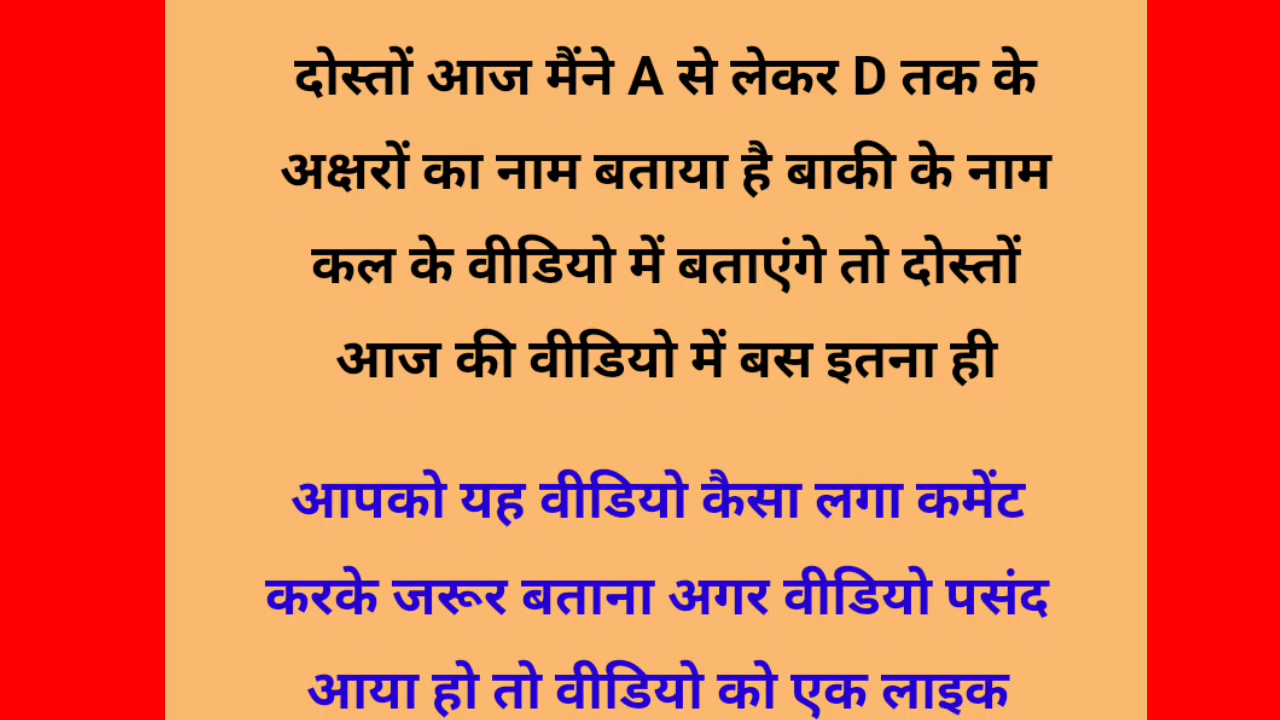 दोस्तों आज मैंने A से लेकर D तक के
अक्षरों का नाम बताया है बाकी के नाम
कल के वीडियो में बताएंगे तो दोस्तों
आज की वीडियो में बस इतना ही
आपको यह वीडियो कैसा लगा कमेंट
करके जरूर बताना अगर वीडियो पसंद
आया हो तो वीडियो को एक लाइक